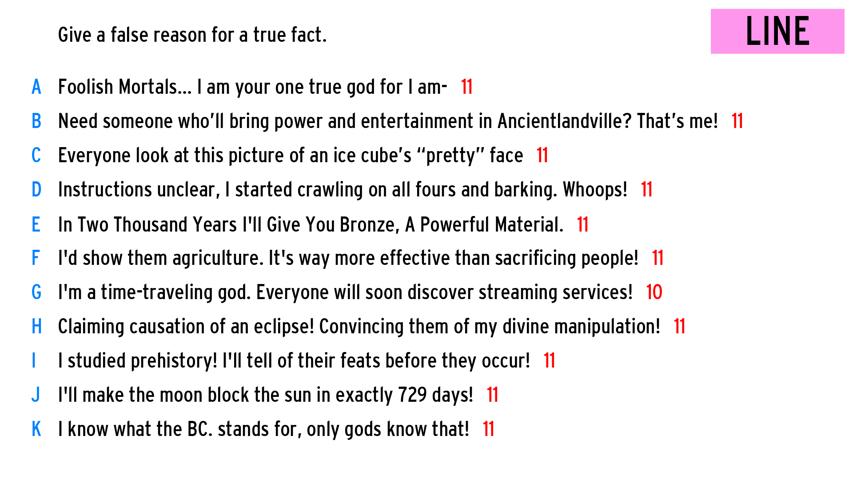 Give a false reason for a true fact.
LINE
A Foolish Mortals... I am your one true god for I am- 11
B Need someone who'll bring power and entertainment in Ancientlandville? That's me! 11
C Everyone look at this picture of an ice cube's “pretty” face 11
D Instructions unclear, I started crawling on all fours and barking. Whoops! 11
E In Two Thousand Years I'll Give You Bronze, A Powerful Material. 11
F I'd show them agriculture. It's way more effective than sacrificing people! 11
G I'm a time-traveling god. Everyone will soon discover streaming services! 10
H Claiming causation of an eclipse! Convincing them of my divine manipulation! 11
I I studied prehistory! I'll tell of their feats before they occur! 11
J I'll make the moon block the sun in exactly 729 days! 11
K I know what the BC. stands for, only gods know that! 11